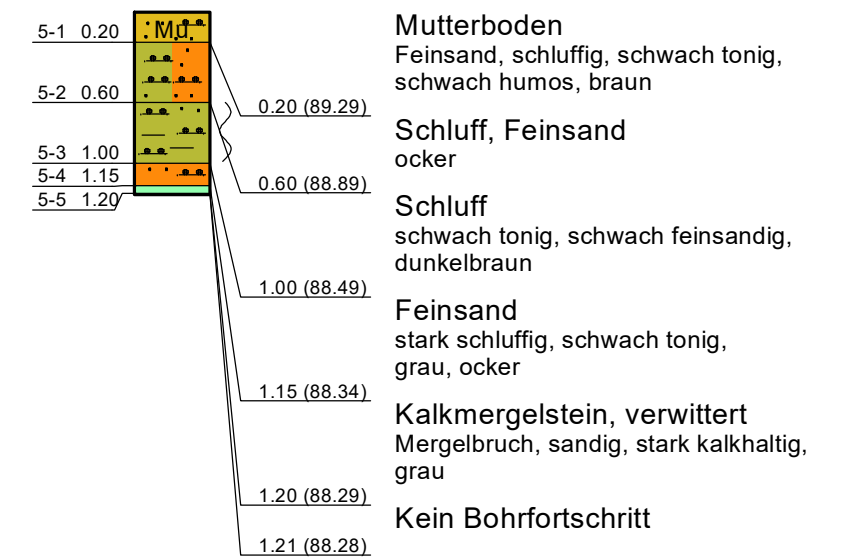 5-1 0.20
Mu
5-2 0.60
5-3 1.00
5-4 1.15
5-5 1.20
Mutterboden
Feinsand, schluffig, schwach tonig,
schwach humos, braun
0.20 (89.29)
Schluff, Feinsand
ocker
0.60 (88.89)
Schluff
schwach tonig, schwach feinsandig,
dunkelbraun
1.00 (88.49)
Feinsand
stark schluffig, schwach tonig,
grau, ocker
1.15 (88.34)
Kalkmergelstein, verwittert
Mergelbruch, sandig, stark kalkhaltig,
grau
1.20 (88.29)
Kein Bohrfortschritt
1.21 (88.28)